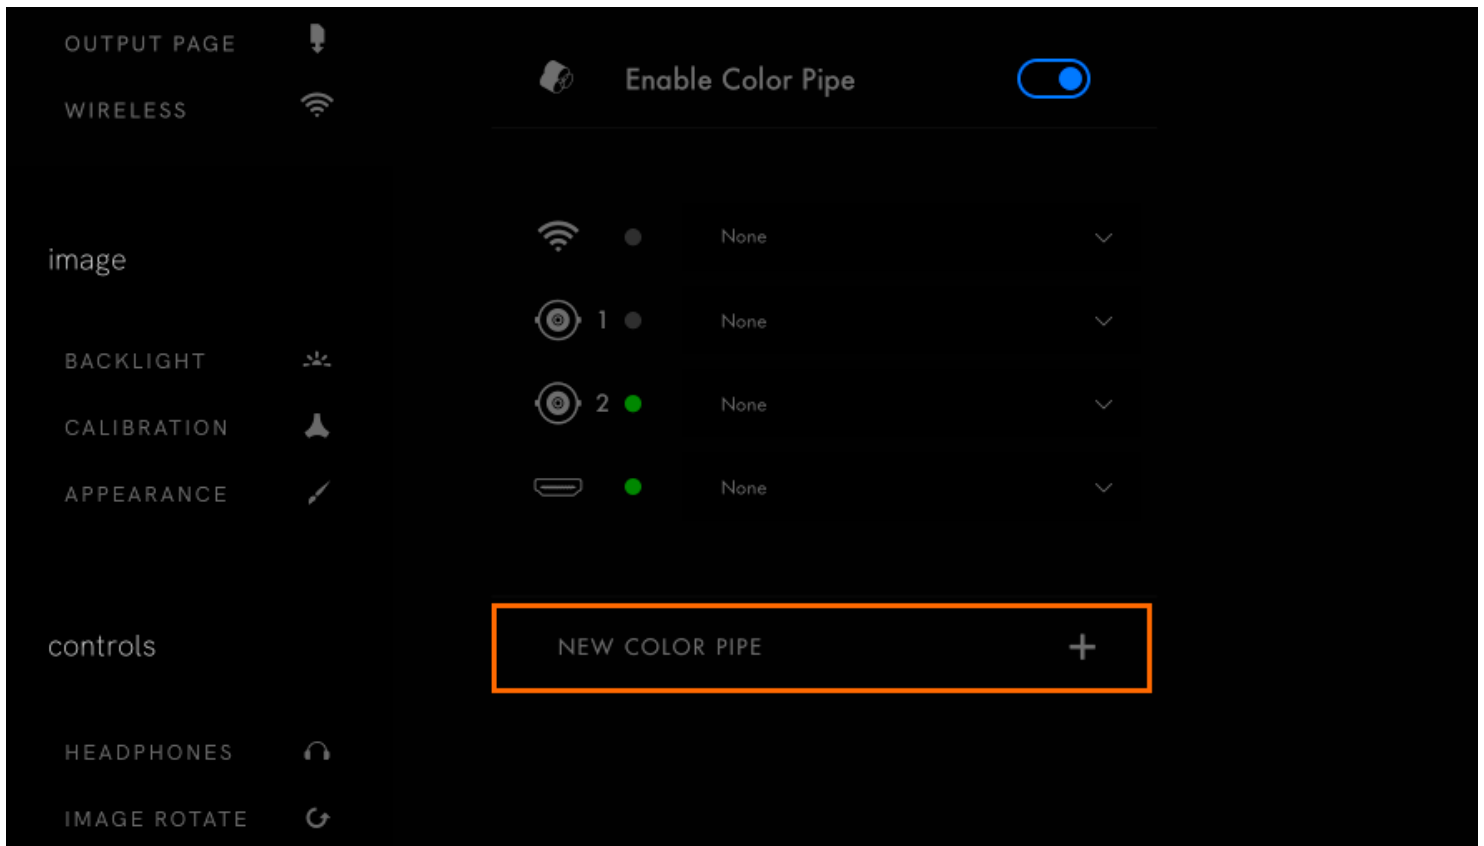 OUTPUT PAGE
WIRELESS
image
BACKLIGHT
CALIBRATION
APPEARANCE
controls
HEADPHONES
IMAGE ROTATE
Enable Color Pipe
None
1 None
2 None
None
NEW COLOR PIPE +